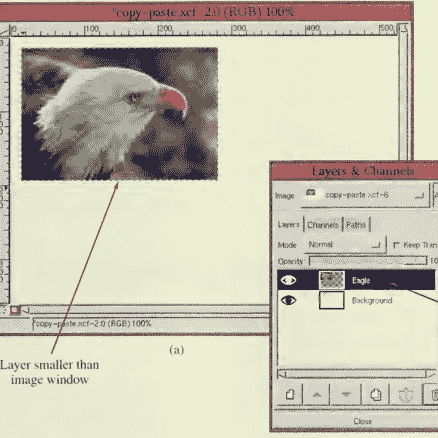 *copy-paste.xcf-2.0 (RGB) 100%
0 100 200 300 400 500
Layers & Channels
Image copy-paste.xcf-6
Layers Channels Paths
Mode Normal Keep Tran
Opacity 10
Eagle
Background
*copy-paste.xcf-2.0 (RGB) 100%
(a)
Layer smaller than
image window
Close